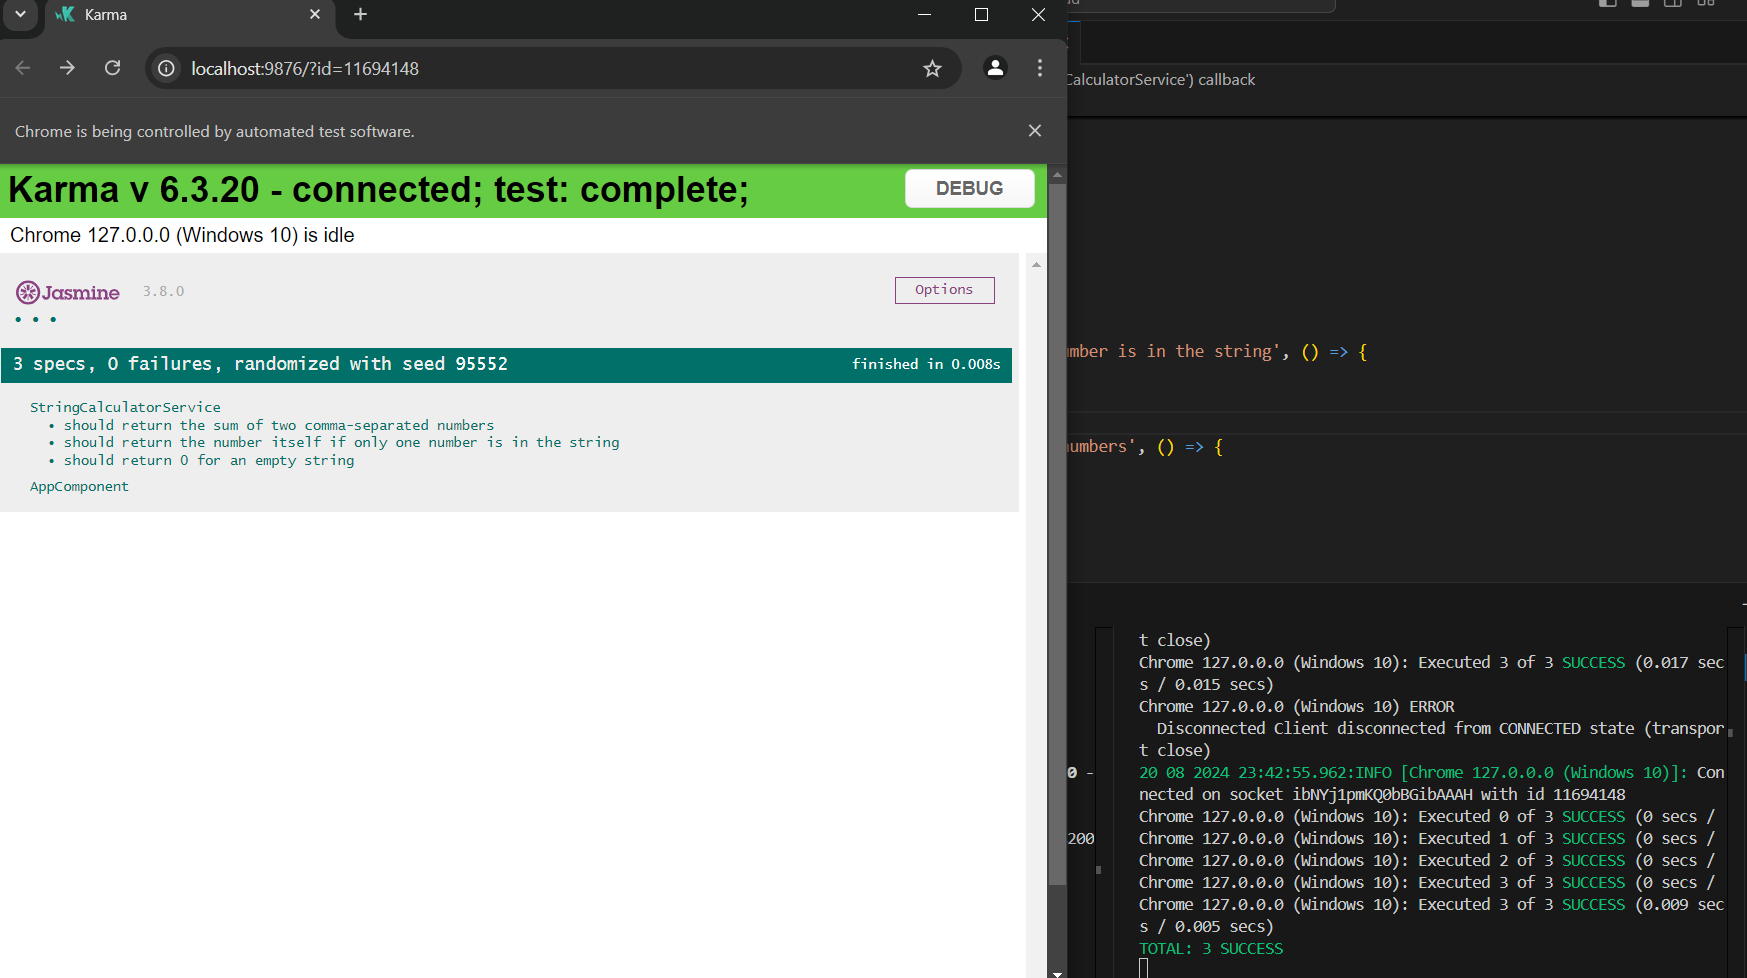 Karma
localhost:9876/?id=11694148
Chrome is being controlled by automated test software.
Karma v 6.3.20 - connected; test: complete;
DEBUG
Chrome 127.0.0.0 (Windows 10) is idle
Jasmine 3.8.0
Options
• • •
3 specs, 0 failures, randomized with seed 95552
finished in 0.008s
StringCalculatorService
• should return the sum of two comma-separated numbers
• should return the number itself if only one number is in the string
• should return 0 for an empty string
AppComponent
CalculatorService') callback
mber is in the string', () => {
numbers', () => {
0 -
200
t close)
Chrome 127.0.0.0 (Windows 10): Executed 3 of 3 SUCCESS (0.017 sec
s / 0.015 secs)
Chrome 127.0.0.0 (Windows 10) ERROR
Disconnected Client disconnected from CONNECTED state (transpor
t close)
20 08 2024 23:42:55.962:INFO [Chrome 127.0.0.0 (Windows 10)]: Con
nected on socket ibNYj1pmKQ0bBGibAAAH with id 11694148
Chrome 127.0.0.0 (Windows 10): Executed 0 of 3 SUCCESS (0 secs /
Chrome 127.0.0.0 (Windows 10): Executed 1 of 3 SUCCESS (0 secs /
Chrome 127.0.0.0 (Windows 10): Executed 2 of 3 SUCCESS (0 secs /
Chrome 127.0.0.0 (Windows 10): Executed 3 of 3 SUCCESS (0 secs /
Chrome 127.0.0.0 (Windows 10): Executed 3 of 3 SUCCESS (0.009 sec
s / 0.005 secs)
TOTAL: 3 SUCCESS